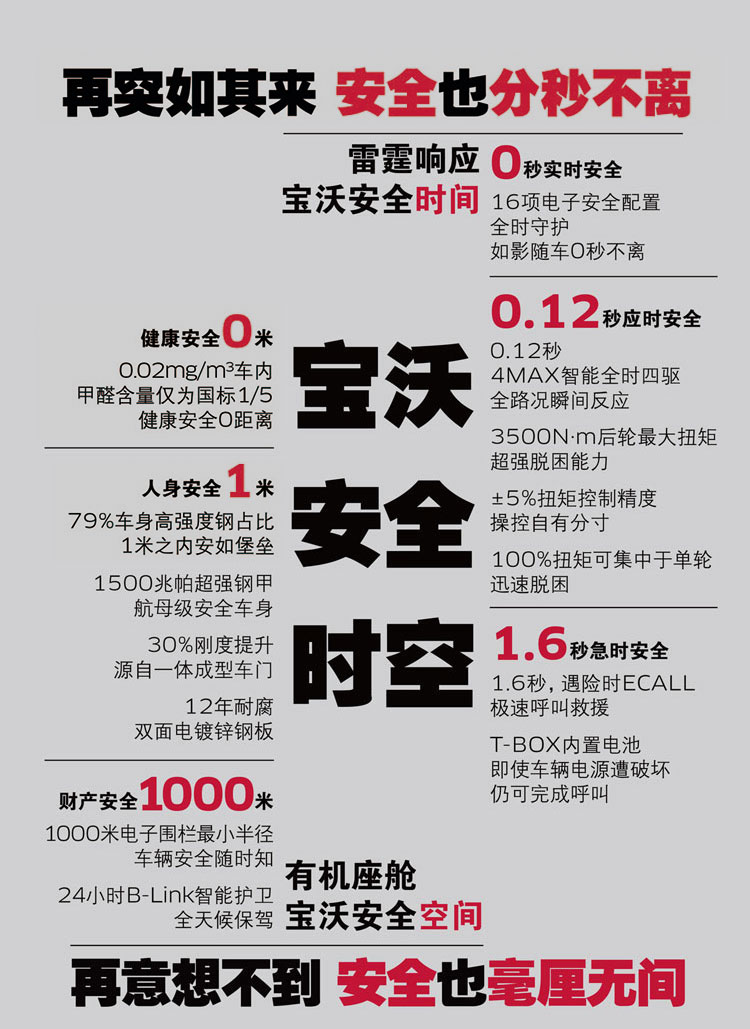 再突如其来 安全也分秒不离
雷霆响应
宝沃安全时间
0秒实时安全
16项电子安全配置
全时守护
如影随车0秒不离
0.12秒应时安全
0.12秒
4MAX智能全时四驱
全路况瞬间反应
3500N·m后轮最大扭矩
超强脱困能力
±5%扭矩控制精度
操控自有分寸
100%扭矩可集中于单轮
迅速脱困
1.6秒急时安全
1.6秒，遇险时ECALL
极速呼叫救援
T-BOX内置电池
即使车辆电源遭破坏
仍可完成呼叫
宝沃
安全
时空
健康安全0米
0.02mg/m³车内
甲醛含量仅为国标1/5
健康安全0距离
人身安全1米
79%车身高强度钢占比
1米之内安如堡垒
1500兆帕超强钢甲
航母级安全车身
30%刚度提升
源自一体成型车门
12年耐腐
双面电镀锌钢板
财产安全1000米
1000米电子围栏最小半径
车辆安全随时知
24小时B-Link智能护卫
全天候保驾
有机座舱
宝沃安全空间
再意想不到 安全也毫厘无间